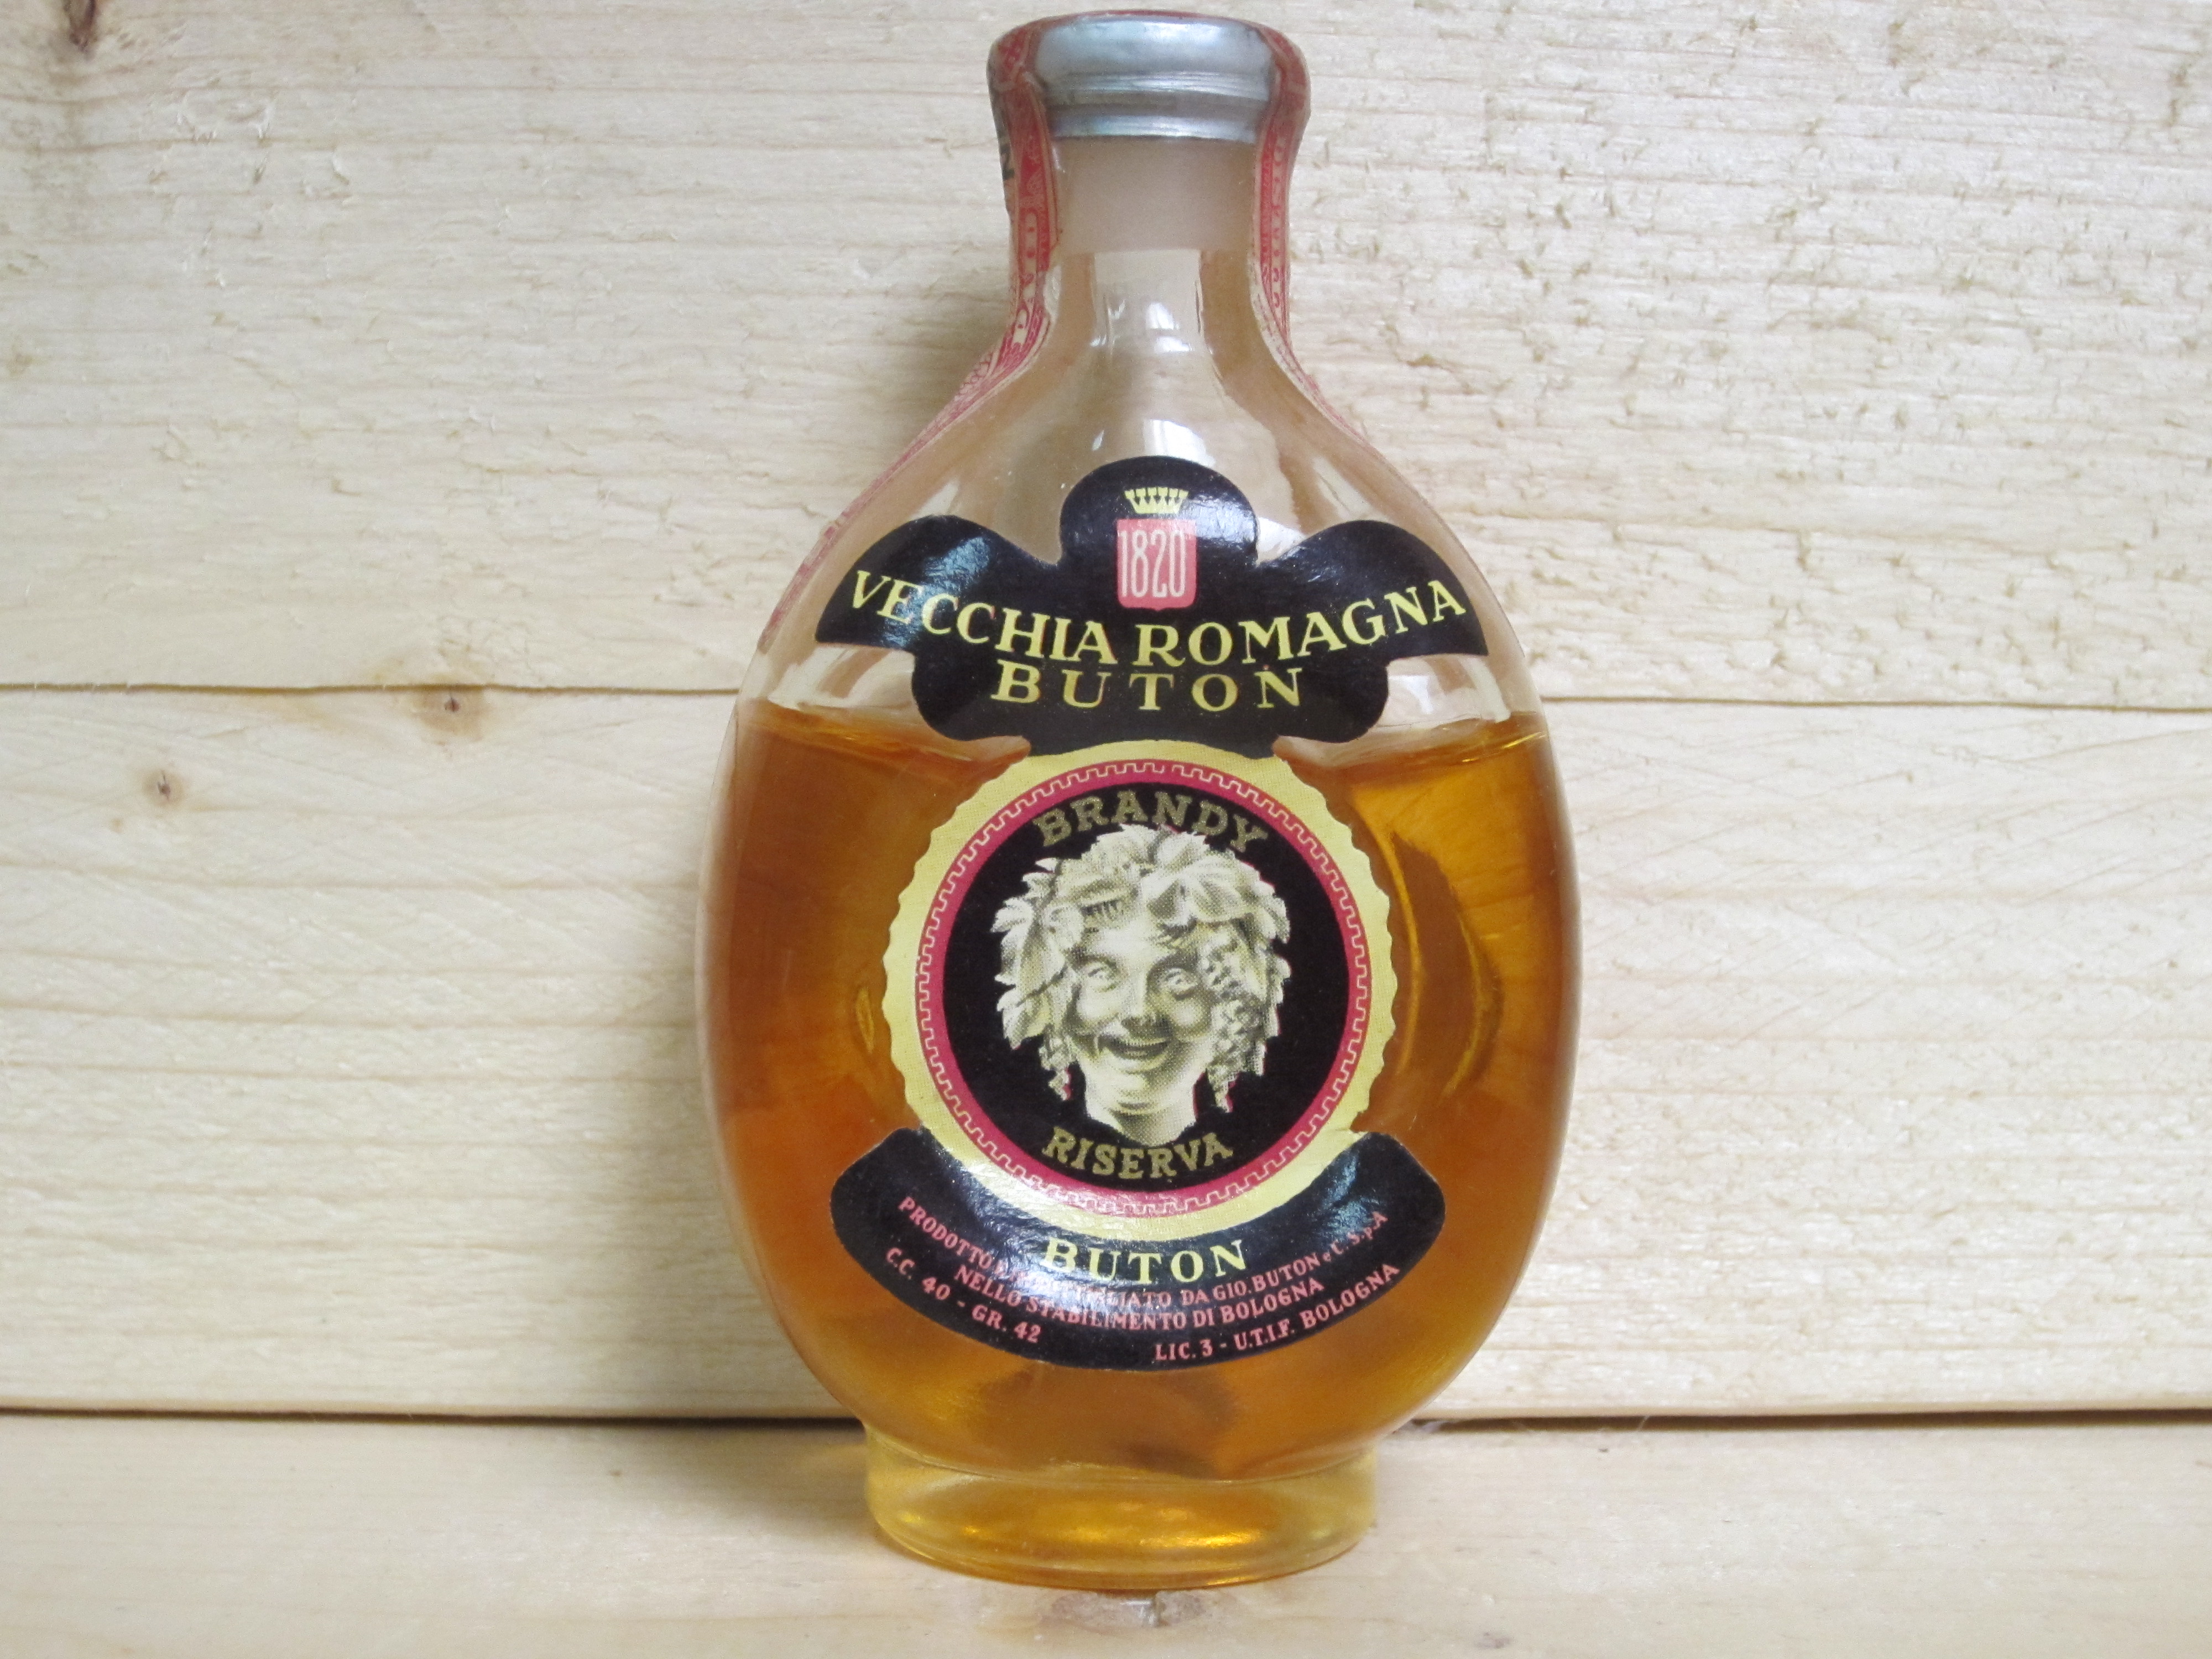 1820
VECCHIA ROMAGNA
BUTON
BRANDY
RISERVA
BUTON
PRODOTTO DA GIO. BUTON e C. S.p.A
NELLO STABILIMENTO DI BOLOGNA
C.C. 40 - GR. 42 LIC. 3 - U.T.I.F. BOLOGNA